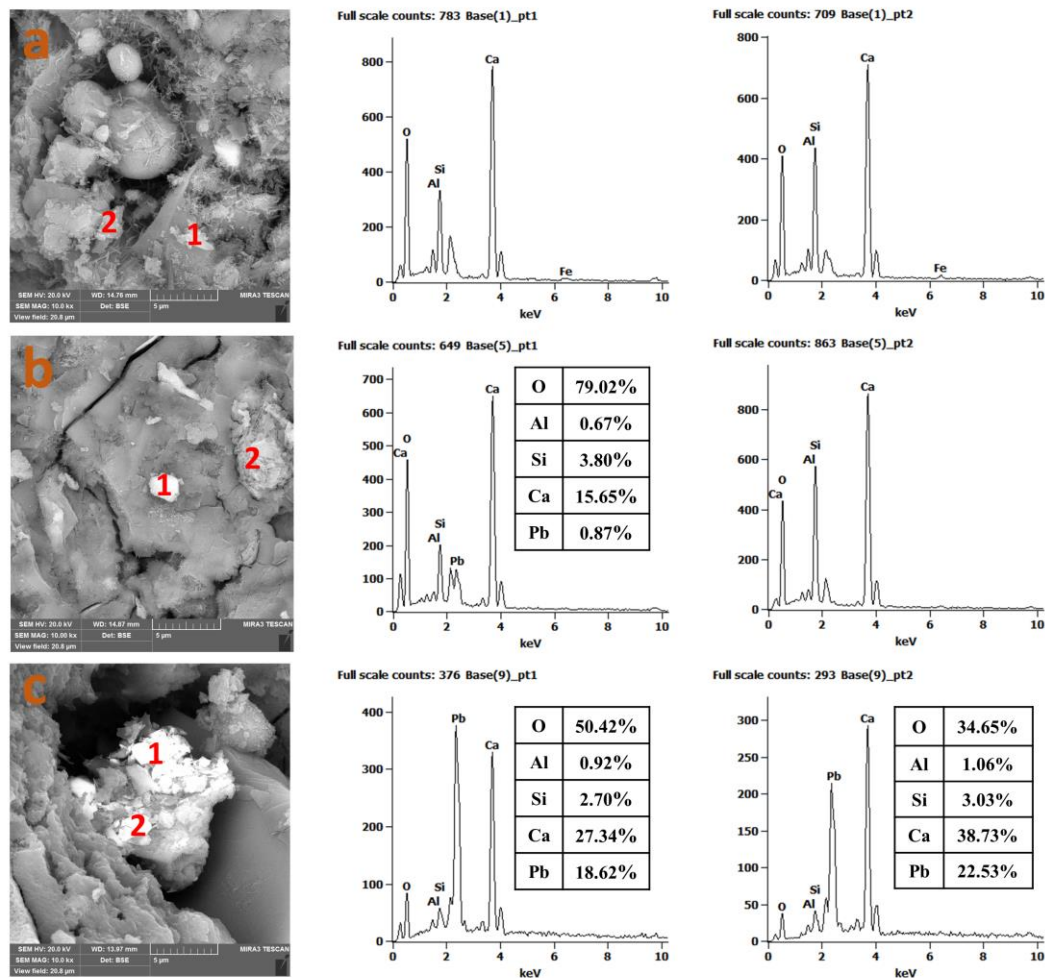 a
2
1
SEM HV: 20.0 kV WD: 14.76 mm MIRA3 TESCAN
SEM MAG: 10.0 kx Det: BSE 5 µm
View field: 20.8 µm
Full scale counts: 783 Base(1)_pt1
800
600
400
200
0
O
Al
Si
Ca
Fe
0 2 4 6 8 10
keV
Full scale counts: 709 Base(1)_pt2
800
600
400
200
0
O
Al
Si
Ca
Fe
0 2 4 6 8 10
keV
b
1
2
SEM HV: 20.0 kV WD: 14.87 mm MIRA3 TESCAN
SEM MAG: 10.00 kx Det: BSE 5 µm
View field: 20.8 µm
Full scale counts: 649 Base(5)_pt1
700
600
500
400
300
200
100
0
Ca
O
Al
Si
Pb
Ca
0 2 4 6 8 10
keV
O 79.02%
Al 0.67%
Si 3.80%
Ca 15.65%
Pb 0.87%
Full scale counts: 863 Base(5)_pt2
800
600
400
200
0
Ca
O
Al
Si
Ca
0 2 4 6 8 10
keV
c
1
2
SEM HV: 20.0 kV WD: 13.97 mm MIRA3 TESCAN
SEM MAG: 10.0 kx Det: BSE 5 µm
View field: 20.8 µm
Full scale counts: 376 Base(9)_pt1
400
300
200
100
0
O
Al
Si
Pb
Ca
0 2 4 6 8 10
keV
O 50.42%
Al 0.92%
Si 2.70%
Ca 27.34%
Pb 18.62%
Full scale counts: 293 Base(9)_pt2
300
250
200
150
100
50
0
O
Al
Si
Pb
Ca
0 2 4 6 8 10
keV
O 34.65%
Al 1.06%
Si 3.03%
Ca 38.73%
Pb 22.53%